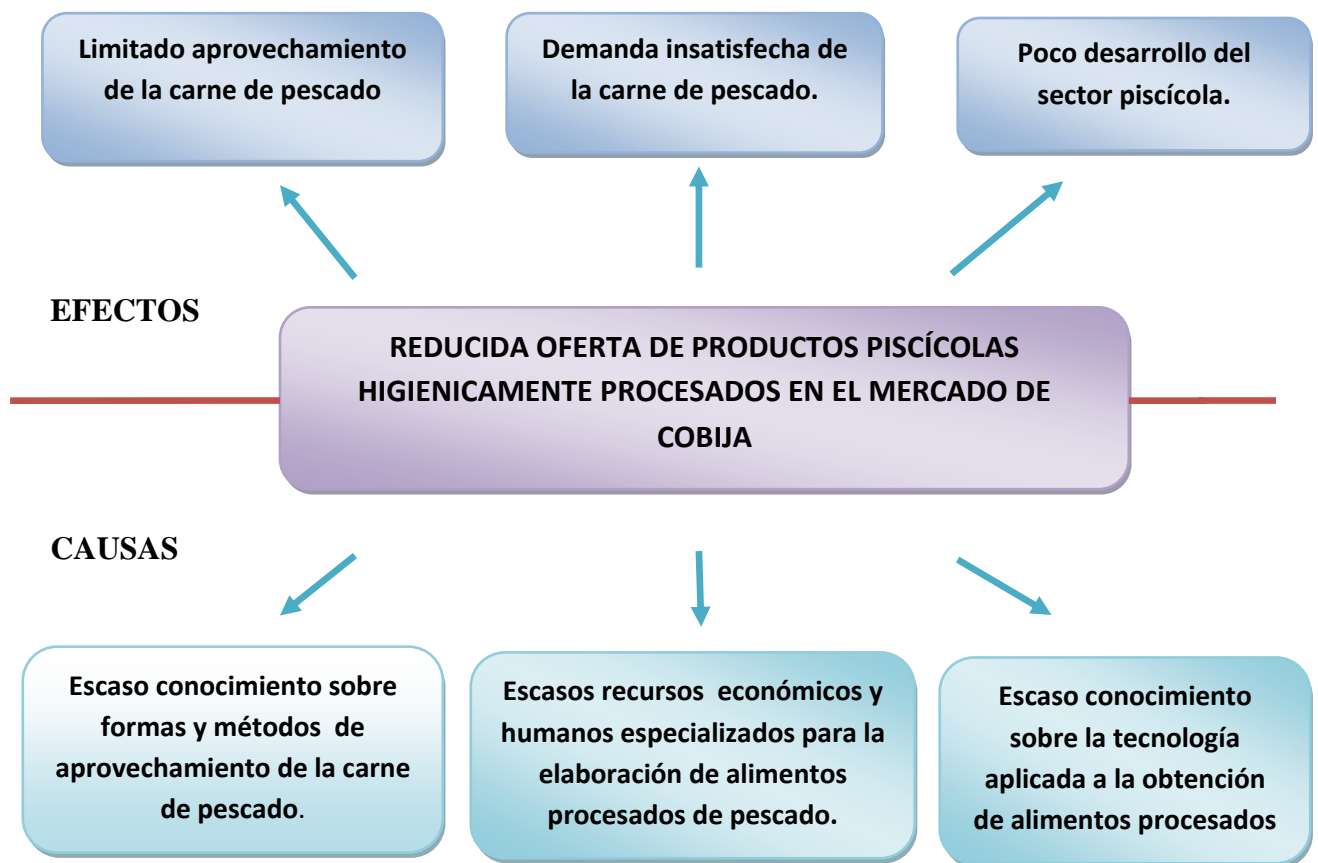 Limitado aprovechamiento
de la carne de pescado
Demanda insatisfecha de
la carne de pescado.
Poco desarrollo del
sector piscícola.
EFECTOS
REDUCIDA OFERTA DE PRODUCTOS PISCÍCOLAS
HIGIENICAMENTE PROCESADOS EN EL MERCADO DE
COBIJA
CAUSAS
Escaso conocimiento sobre
formas y métodos de
aprovechamiento de la carne
de pescado.
Escasos recursos económicos y
humanos especializados para la
elaboración de alimentos
procesados de pescado.
Escaso conocimiento
sobre la tecnología
aplicada a la obtención
de alimentos procesados